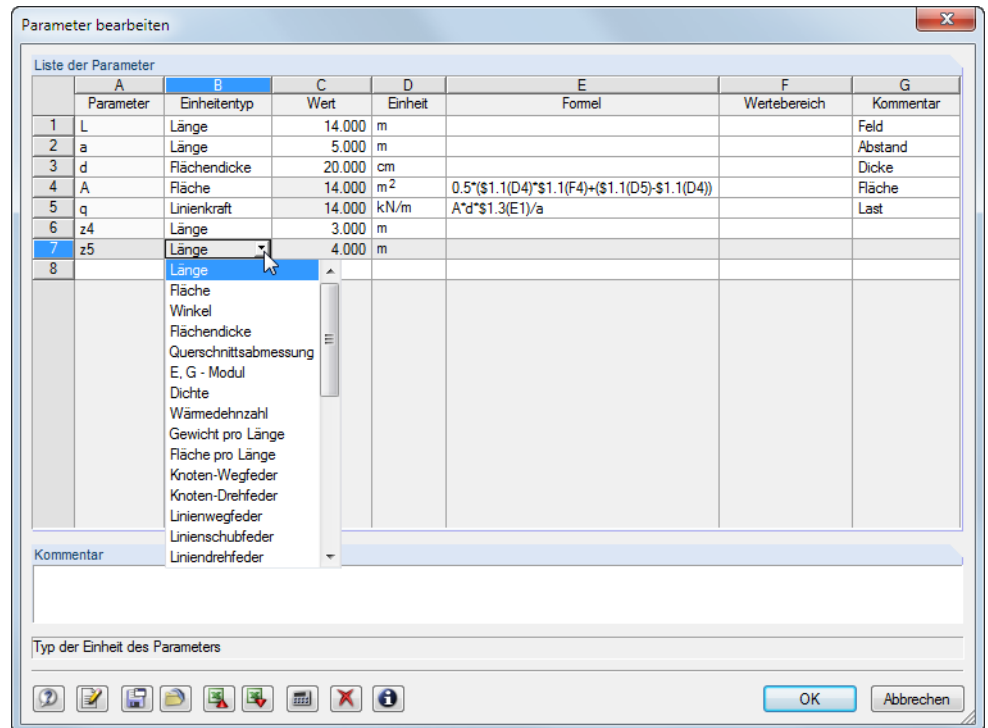 Parameter bearbeiten
Liste der Parameter
A B C D E F G
Parameter Einheitentyp Wert Einheit Formel Wertebereich Kommentar
1 L Länge 14.000 m Feld
2 a Länge 5.000 m Abstand
3 d Flächendicke 20.000 cm Dicke
4 A Fläche 14.000 m² 0.5*($1.1(D4)*$1.1(F4)+($1.1(D5)-$1.1(D4)) Fläche
5 q Linienkraft 14.000 kN/m A*d*$1.3(E1)/a Last
6 z4 Länge 3.000 m
7 z5 Länge 4.000 m
8 Länge
Fläche
Winkel
Flächendicke
Querschnittsabmessung
E, G - Modul
Dichte
Wärmedehnzahl
Gewicht pro Länge
Fläche pro Länge
Knoten-Wegfeder
Knoten-Drehfeder
Linienwegfeder
Linienschubfeder
Liniendrehfeder
Kommentar
Typ der Einheit des Parameters
OK Abbrechen